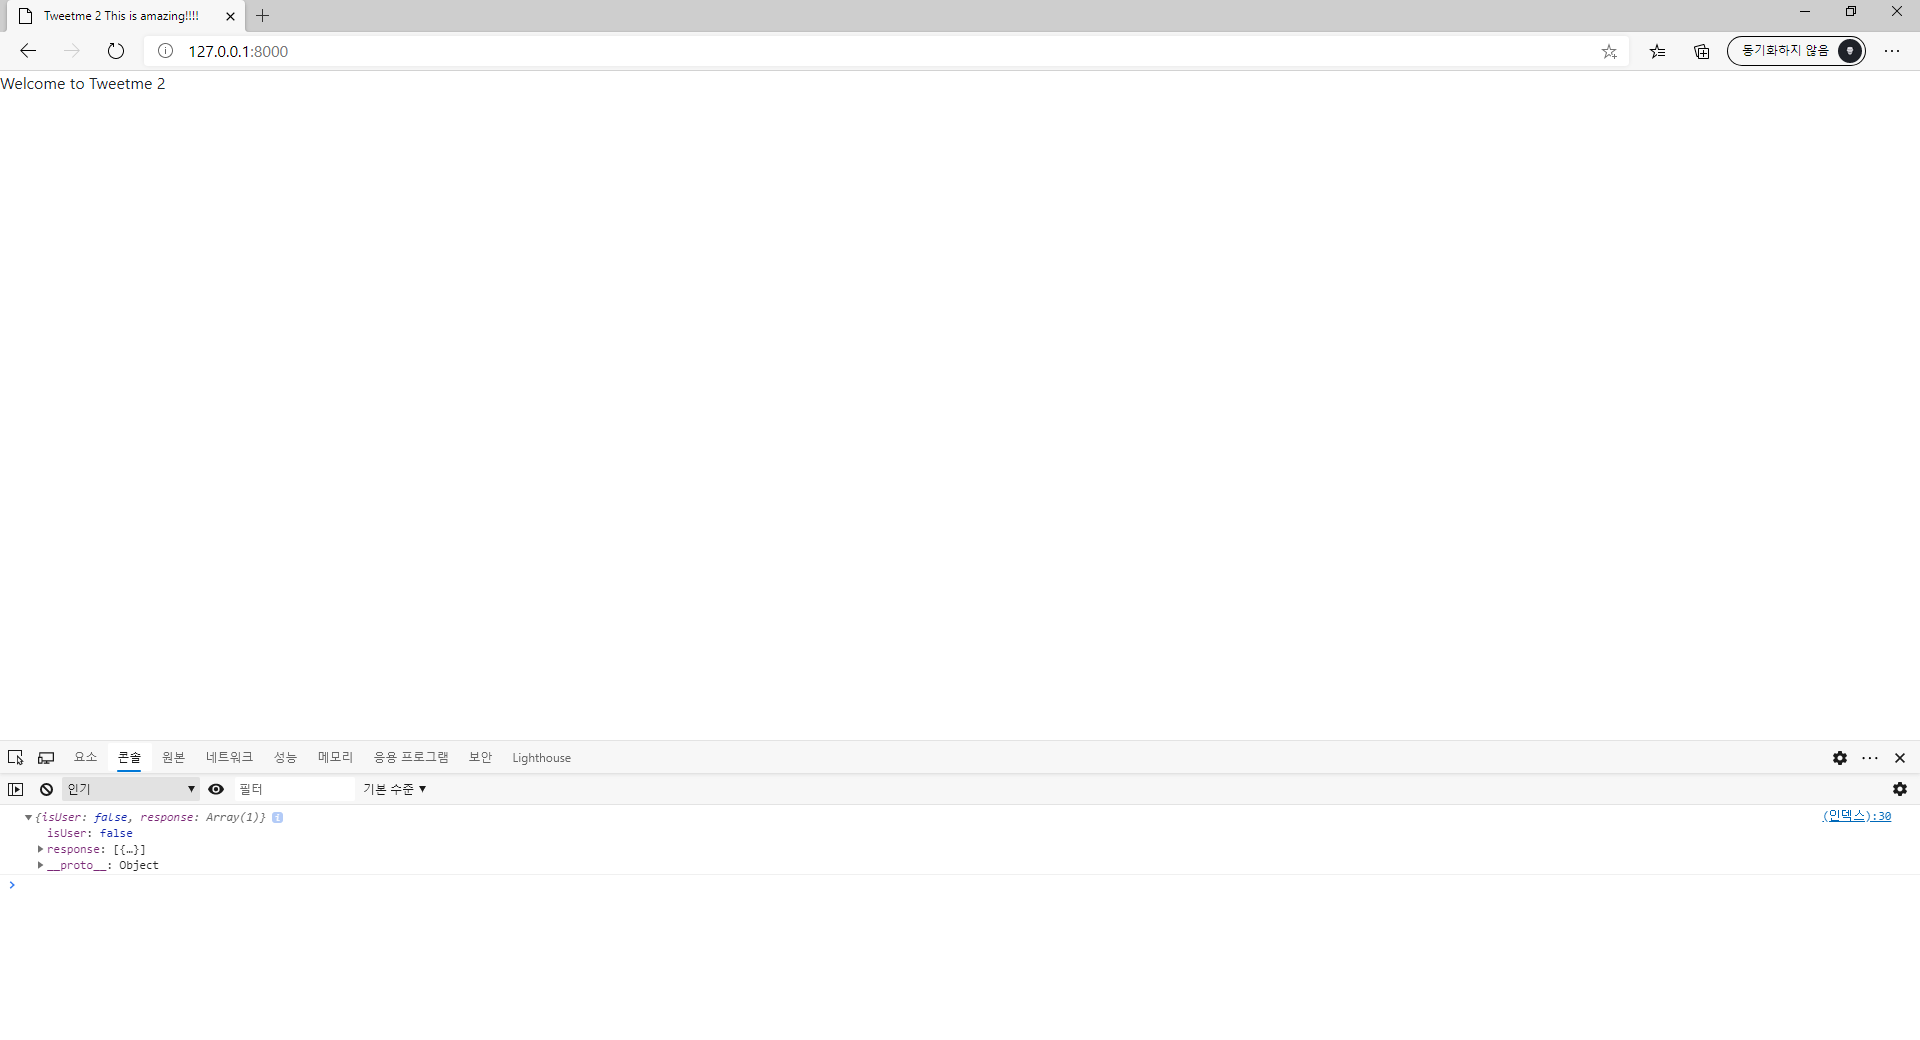 Tweetme 2 This is amazing!!!!
127.0.0.1:8000
동기화하지 않음
Welcome to Tweetme 2
요소 콘솔 원본 네트워크 성능 메모리 응용 프로그램 보안 Lighthouse
인기 필터 기본 수준
{isUser: false, response: Array(1)} (인덱스):30
isUser: false
response: [{…}]
__proto__: Object